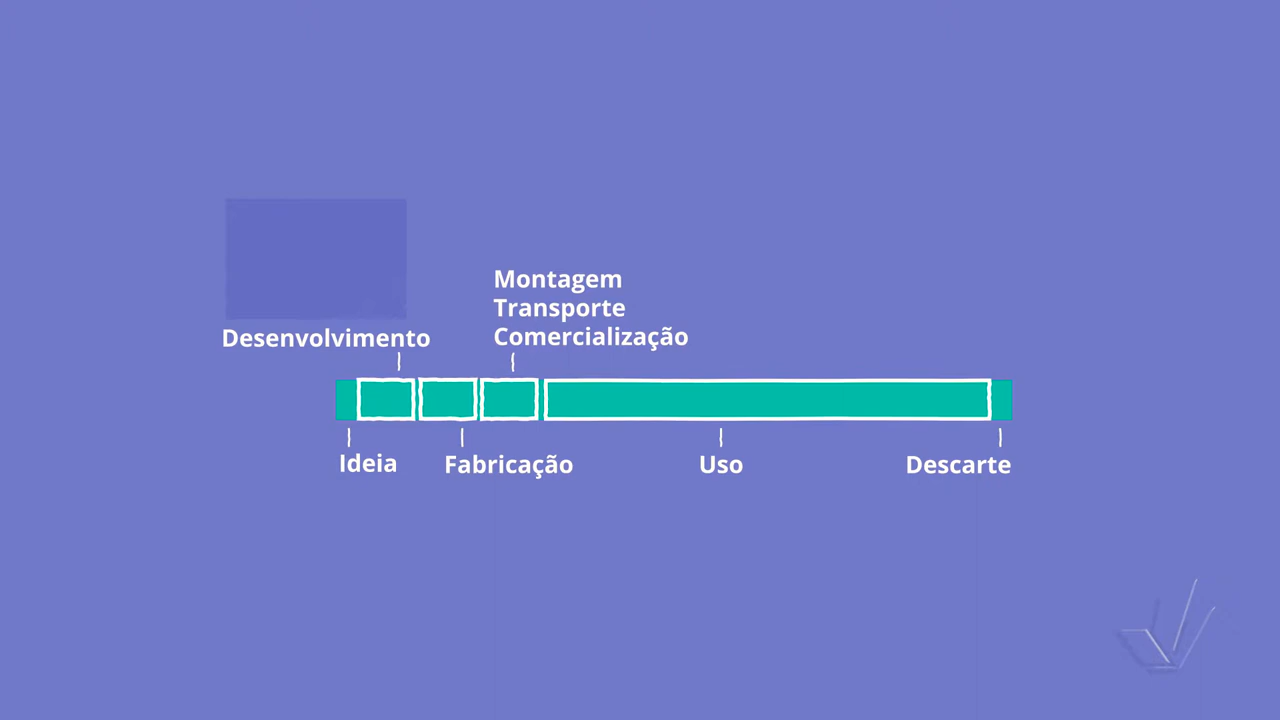 Montagem
Transporte
Comercialização
Desenvolvimento
Ideia
Fabricação
Uso
Descarte